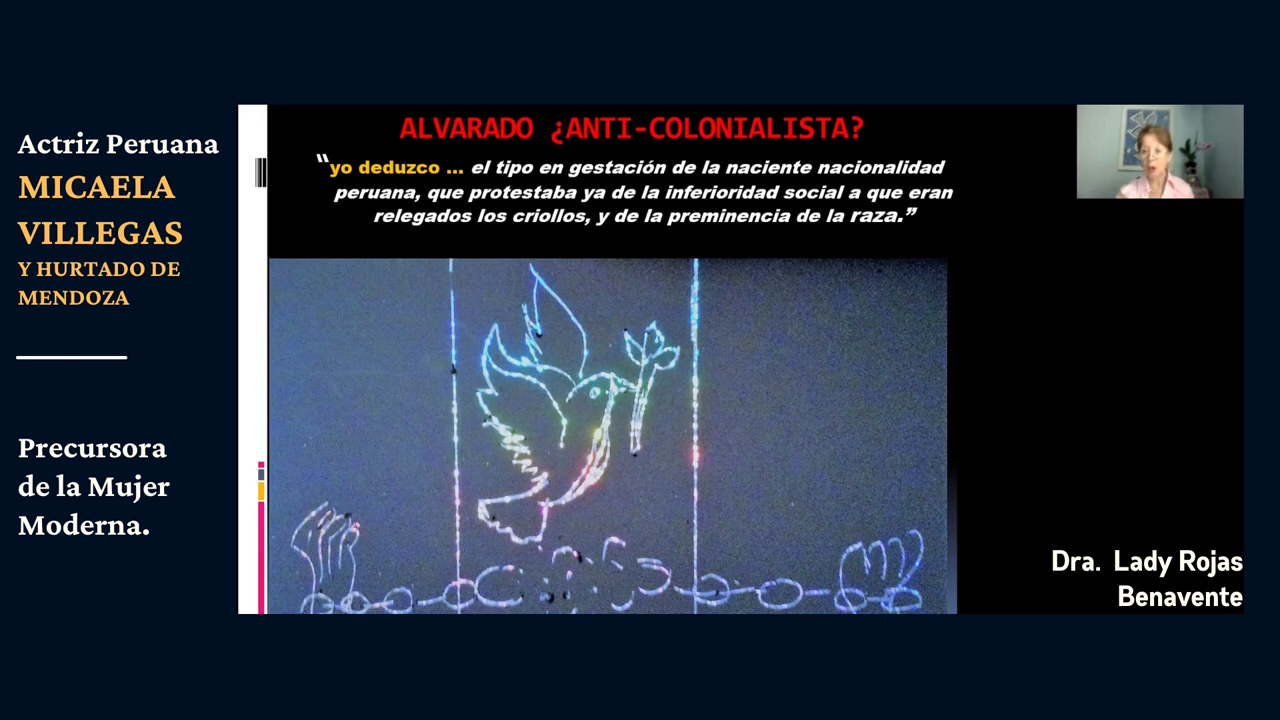 Actriz Peruana
MICAELA
VILLEGAS
Y HURTADO DE
MENDOZA
Precursora
de la Mujer
Moderna.
ALVARADO ¿ANTI-COLONIALISTA?
“yo deduzco ... el tipo en gestación de la naciente nacionalidad
peruana, que protestaba ya de la inferioridad social a que eran
relegados los criollos, y de la preminencia de la raza.”
Dra. Lady Rojas
Benavente